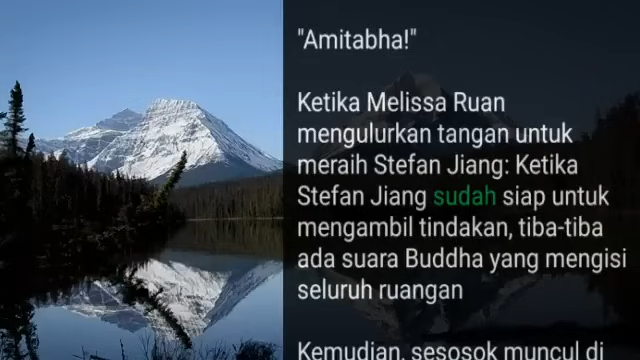 "Amitabha!"
Ketika Melissa Ruan
mengulurkan tangan untuk
meraih Stefan Jiang: Ketika
Stefan Jiang sudah siap untuk
mengambil tindakan, tiba-tiba
ada suara Buddha yang mengisi
seluruh ruangan
Kemudian, sesosok muncul di